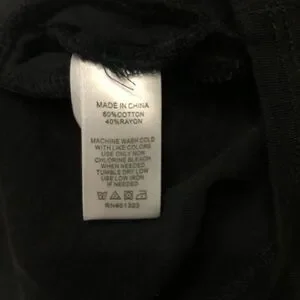 MADE IN CHINA
60%COTTON
40%RAYON
MACHINE WASH COLD
WITH LIKE COLORS
USE ONLY NON
CHLORINE BLEACH
WHEN NEEDED
TUMBLE DRY LOW
USE LOW IRON
IF NEEDED